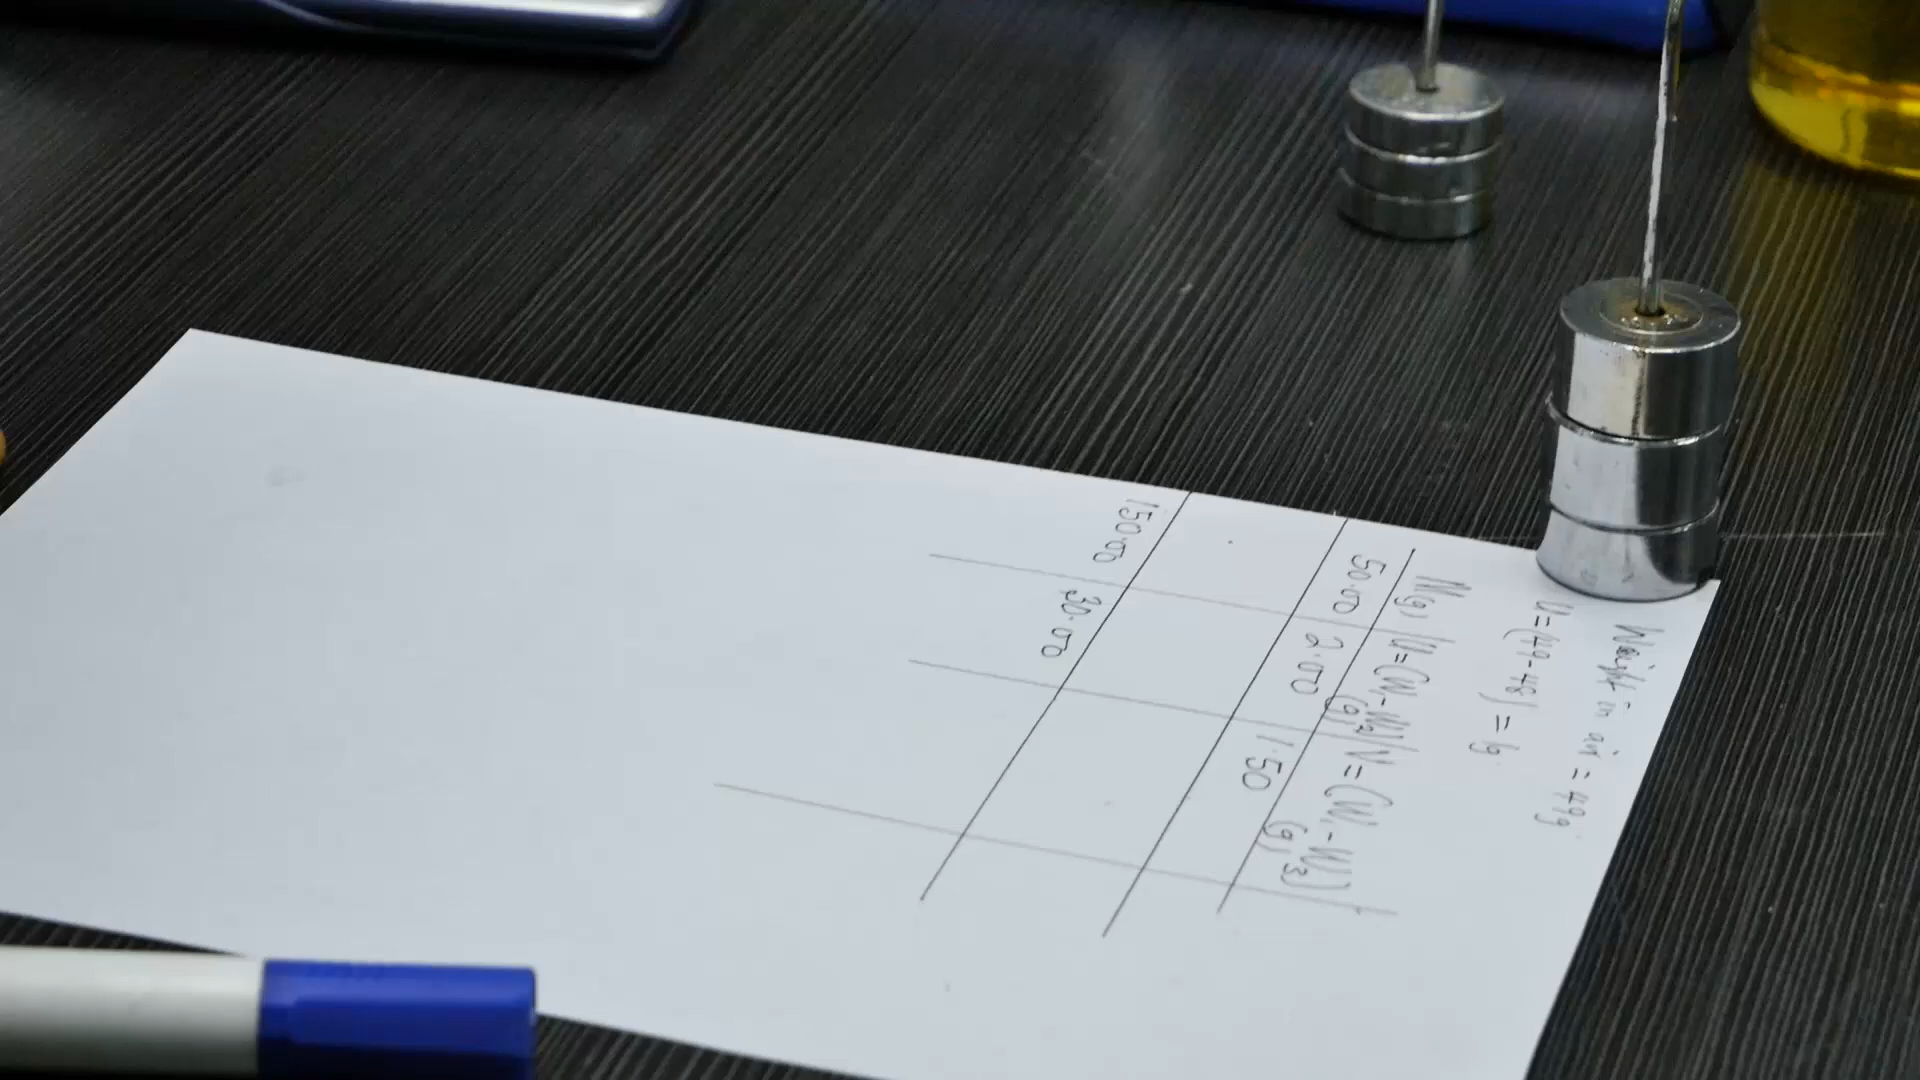 Weight in air = 49g
U = (49-48) = 1g
M(g) U=(W₁-W₂)(g) V=(W₁-W₃)(g)
50.00 2.00 1.50
150.00 30.00